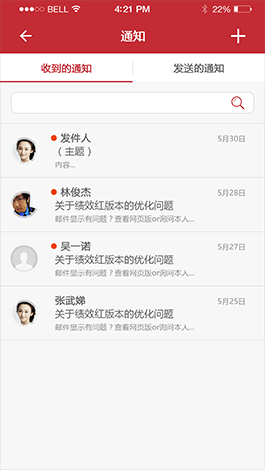 BELL 4:21 PM 22%
通知
收到的通知 发送的通知
发件人 5月30日
（主题）
内容...
林俊杰 5月28日
关于绩效红版本的优化问题
邮件显示有问题？查看网页版or询问本人...
吴一诺 5月27日
关于绩效红版本的优化问题
邮件显示有问题？查看网页版or询问本人...
张武娣 5月25日
关于绩效红版本的优化问题
邮件显示有问题？查看网页版or询问本人...